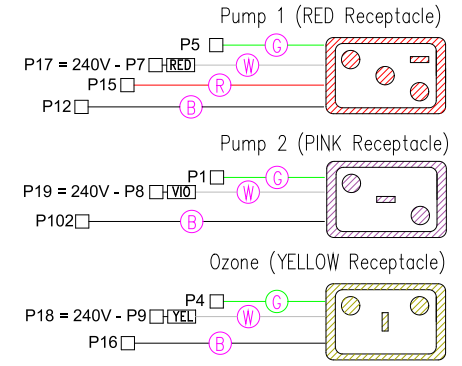 Pump 1 (RED Receptacle)
P5 G
P17 = 240V - P7 RED W
P15 R
P12 B
Pump 2 (PINK Receptacle)
P1 G
P19 = 240V - P8 VIO W
P102 B
Ozone (YELLOW Receptacle)
P4 G
P18 = 240V - P9 YEL W
P16 B